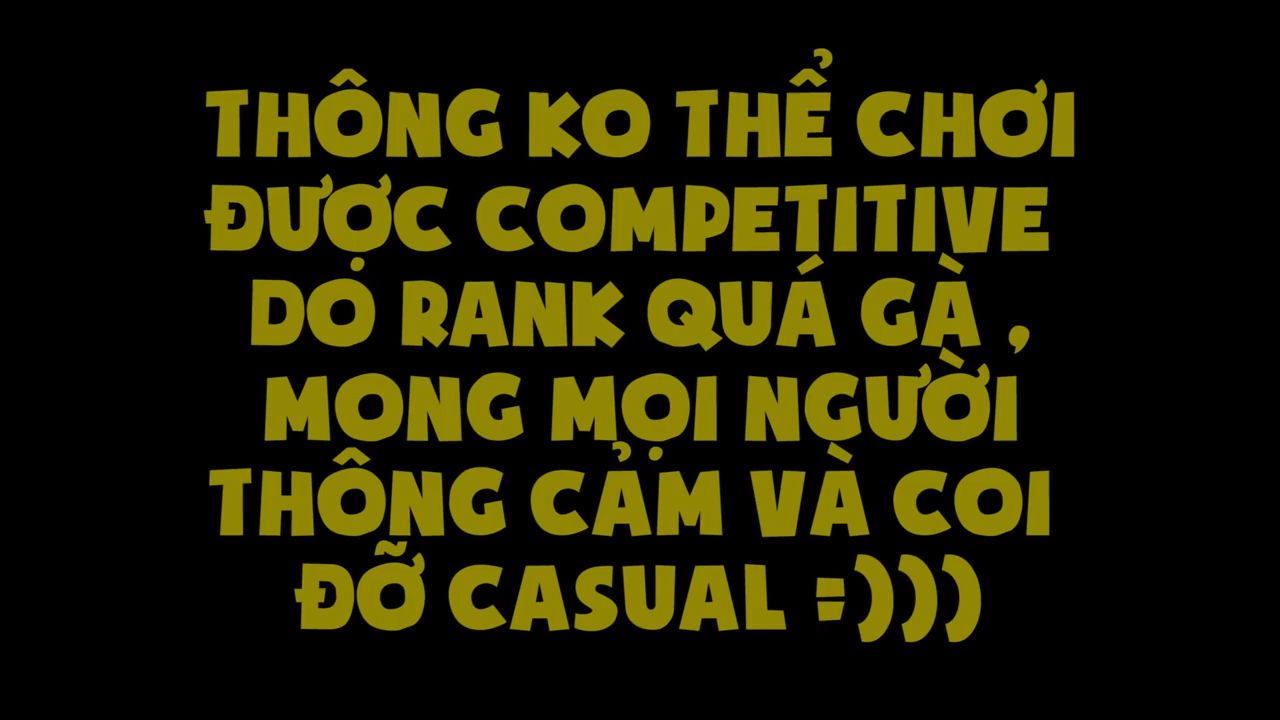 THÔNG KO THỂ CHƠI
ĐƯỢC COMPETITIVE
DO RANK QUÁ GÀ ,
MONG MỌI NGƯỜI
THÔNG CẢM VÀ COI
ĐỠ CASUAL =)))